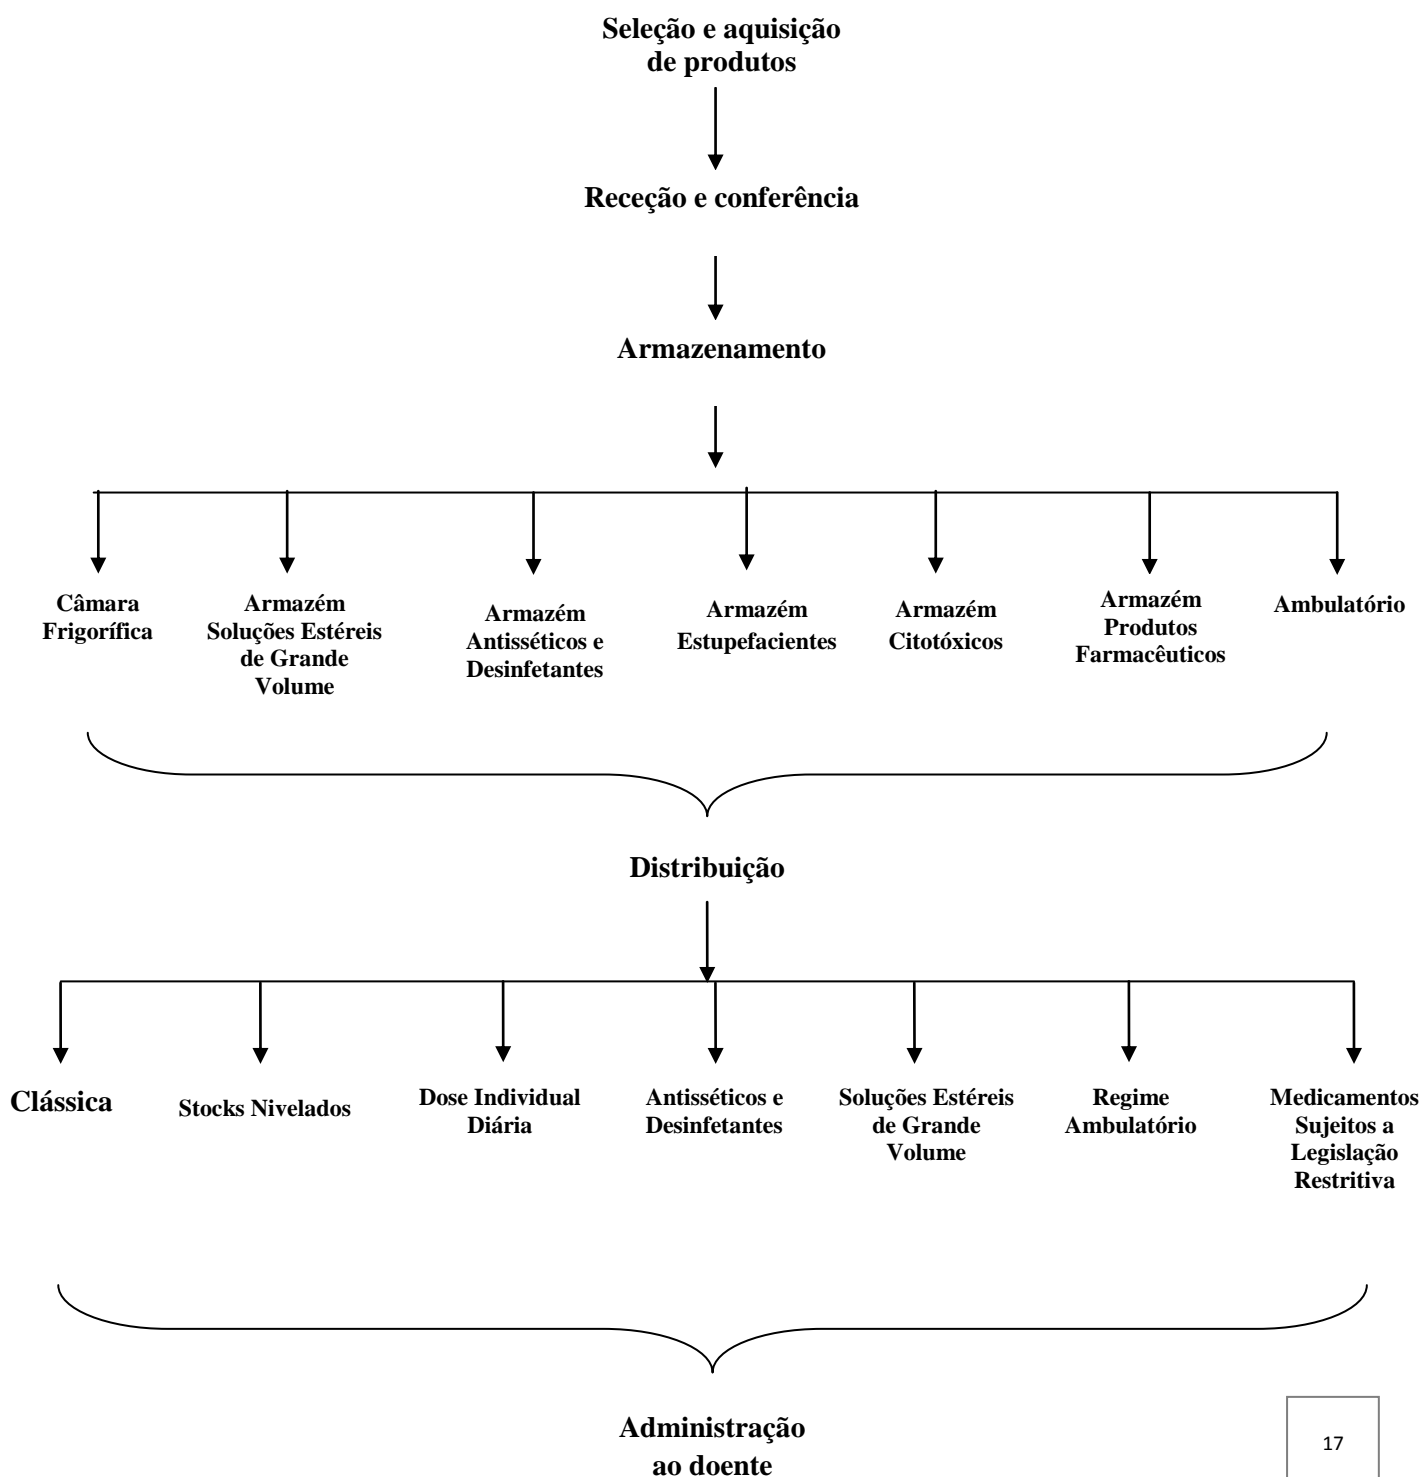 Seleção e aquisição
de produtos
Receção e conferência
Armazenamento
Câmara
Frigorífica
Armazém
Soluções Estéreis
de Grande
Volume
Armazém
Antisséticos e
Desinfetantes
Armazém
Estupefacientes
Armazém
Citotóxicos
Armazém
Produtos
Farmacêuticos
Ambulatório
Distribuição
Clássica
Stocks Nivelados
Dose Individual
Diária
Antisséticos e
Desinfetantes
Soluções Estéreis
de Grande
Volume
Regime
Ambulatório
Medicamentos
Sujeitos a
Legislação
Restritiva
Administração
ao doente
17